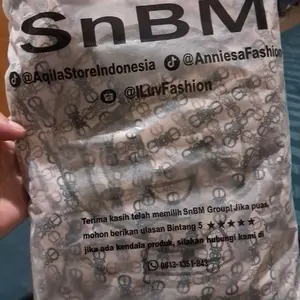 SnBM
@AqilaStoreIndonesia @AnniesaFashion
@ILuvFashion
Terima kasih telah memilih SnBM Group! Jika puas,
mohon berikan ulasan Bintang 5 ★★★★★
jika ada kendala produk, silahkan hubungi kami di